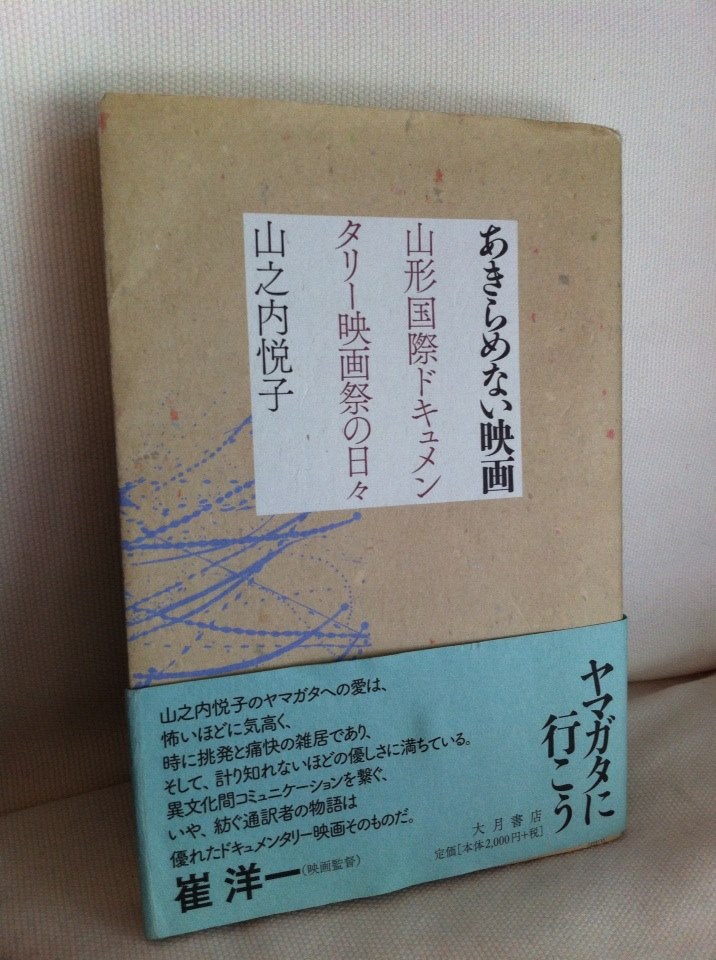 あきらめない映画
山形国際ドキュメン
タリー映画祭の日々
山之内悦子
ヤマガタに
行こう
山之内悦子のヤマガタへの愛は、
怖いほどに気高く、
時に挑発と痛快の雑居であり、
そして、計り知れないほどの優しさに満ちている。
異文化間コミュニケーションを繋ぐ、
いや、紡ぐ通訳者の物語は
優れたドキュメンタリー映画そのものだ。
崔 洋一(映画監督)
大月書店
定価[本体2,000円+税]